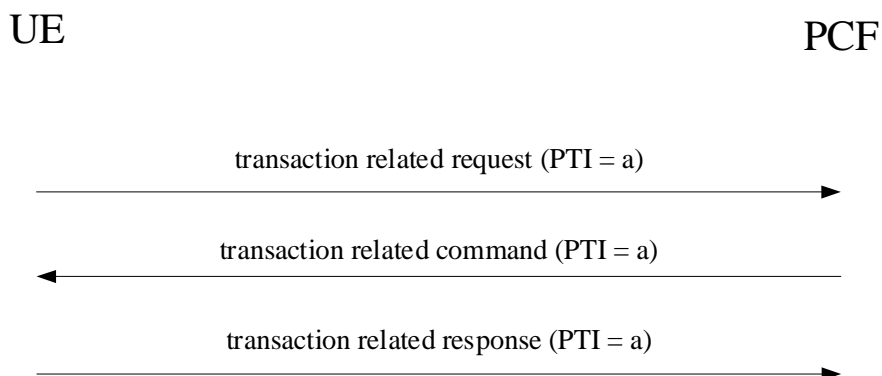 UE
PCF
transaction related request (PTI = a)
transaction related command (PTI = a)
transaction related response (PTI = a)